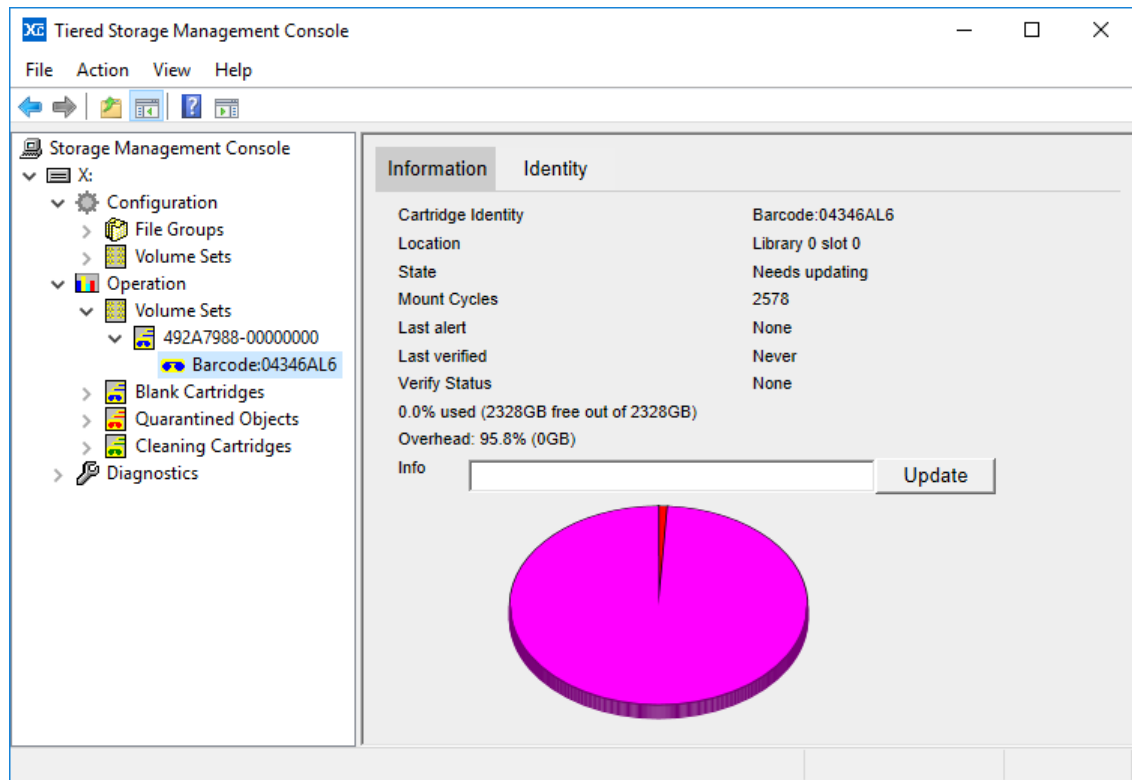 Tiered Storage Management Console
File Action View Help
Storage Management Console
X:
Configuration
File Groups
Volume Sets
Operation
Volume Sets
492A7988-00000000
Barcode:04346AL6
Blank Cartridges
Quarantined Objects
Cleaning Cartridges
Diagnostics
Information Identity
Cartridge Identity Barcode:04346AL6
Location Library 0 slot 0
State Needs updating
Mount Cycles 2578
Last alert None
Last verified Never
Verify Status None
0.0% used (2328GB free out of 2328GB)
Overhead: 95.8% (0GB)
Info Update